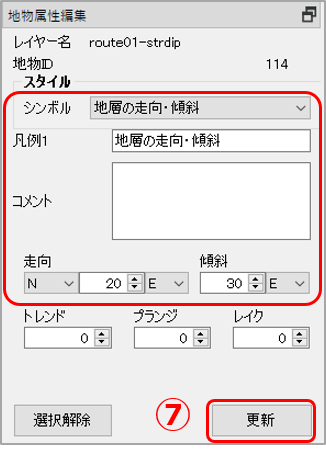 地物属性編集
レイヤー名 route01-strdip
地物ID 114
スタイル
シンボル 地層の走向・傾斜
凡例1 地層の走向・傾斜
コメント
走向 傾斜
N 20 E 30 E
トレンド プランジ レイク
0 0 0
選択解除 ⑦ 更新